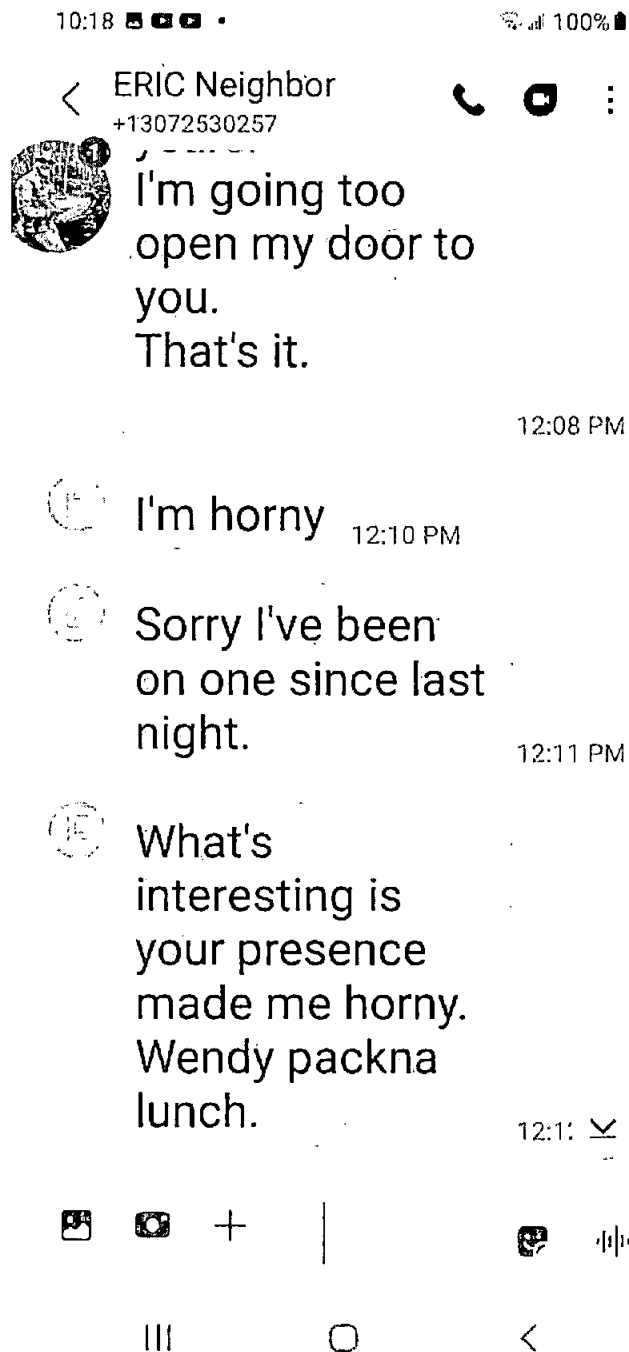 10:18
100%
ERIC Neighbor
+13072530257
1
I'm going too
open my door to
you.
That's it.
12:08 PM
I'm horny 12:10 PM
Sorry I've been
on one since last
night.
12:11 PM
E
What's
interesting is
your presence
made me horny.
Wendy packna
lunch.